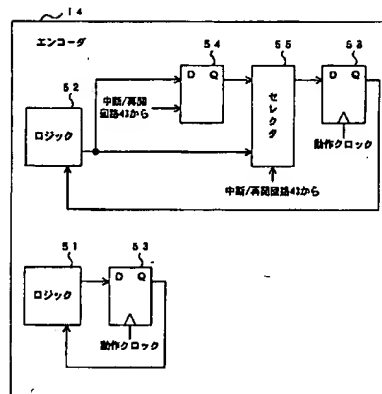 14
エンコーダ
54
55
53
D Q
D Q
52
中断/再開
回路43から
セレクタ
ロジック
動作クロック
中断/再開回路43から
51
53
ロジック
D Q
動作クロック